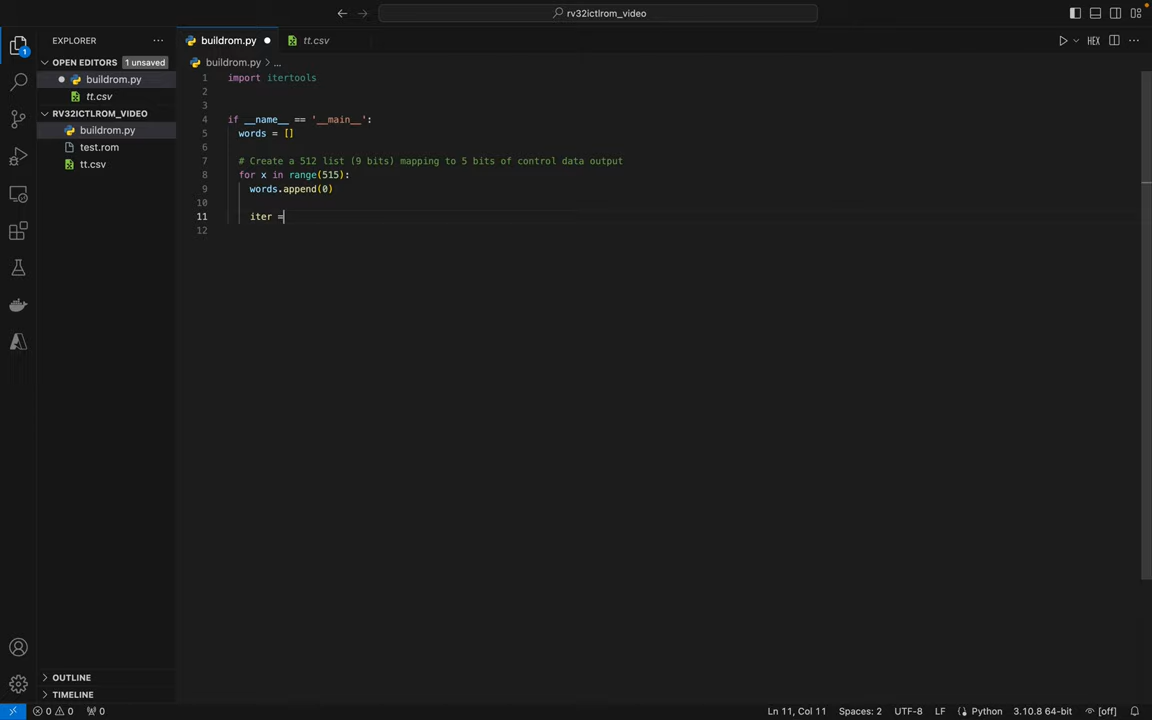 rv32ictlrom_video
EXPLORER
buildrom.py
tt.csv
HEX
OPEN EDITORS 1 unsaved
buildrom.py
tt.csv
RV32ICTLROM_VIDEO
buildrom.py
test.rom
tt.csv
buildrom.py > ...
1 import itertools
2
3
4 if __name__ == '__main__':
5 words = []
6
7 # Create a 512 list (9 bits) mapping to 5 bits of control data output
8 for x in range(515):
9 words.append(0)
10
11 iter =
12
1
OUTLINE
TIMELINE
0 0 0
Ln 11, Col 11 Spaces: 2 UTF-8 LF Python 3.10.8 64-bit [off]